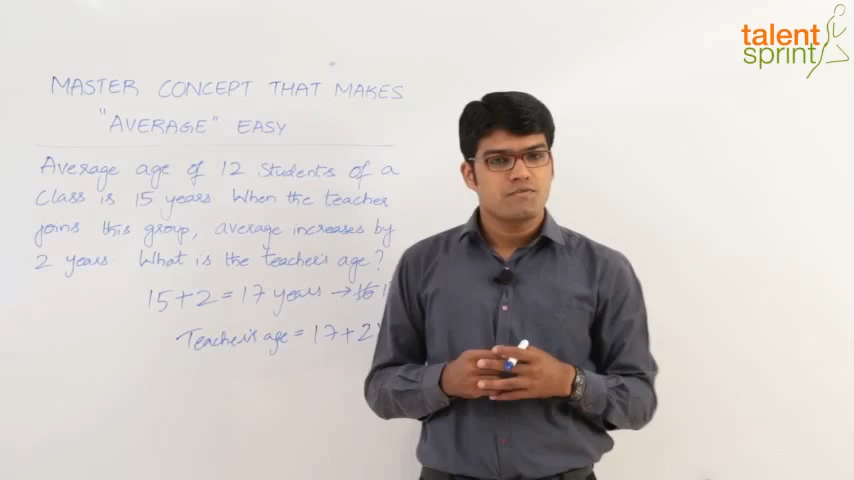 talent
sprint
MASTER CONCEPT THAT MAKES
"AVERAGE" EASY
Average age of 12 students of a
class is 15 years. When the teacher
joins this group, average increases by
2 years. What is the teacher's age?
15+2 = 17 years →
Teacher's age = 17+2